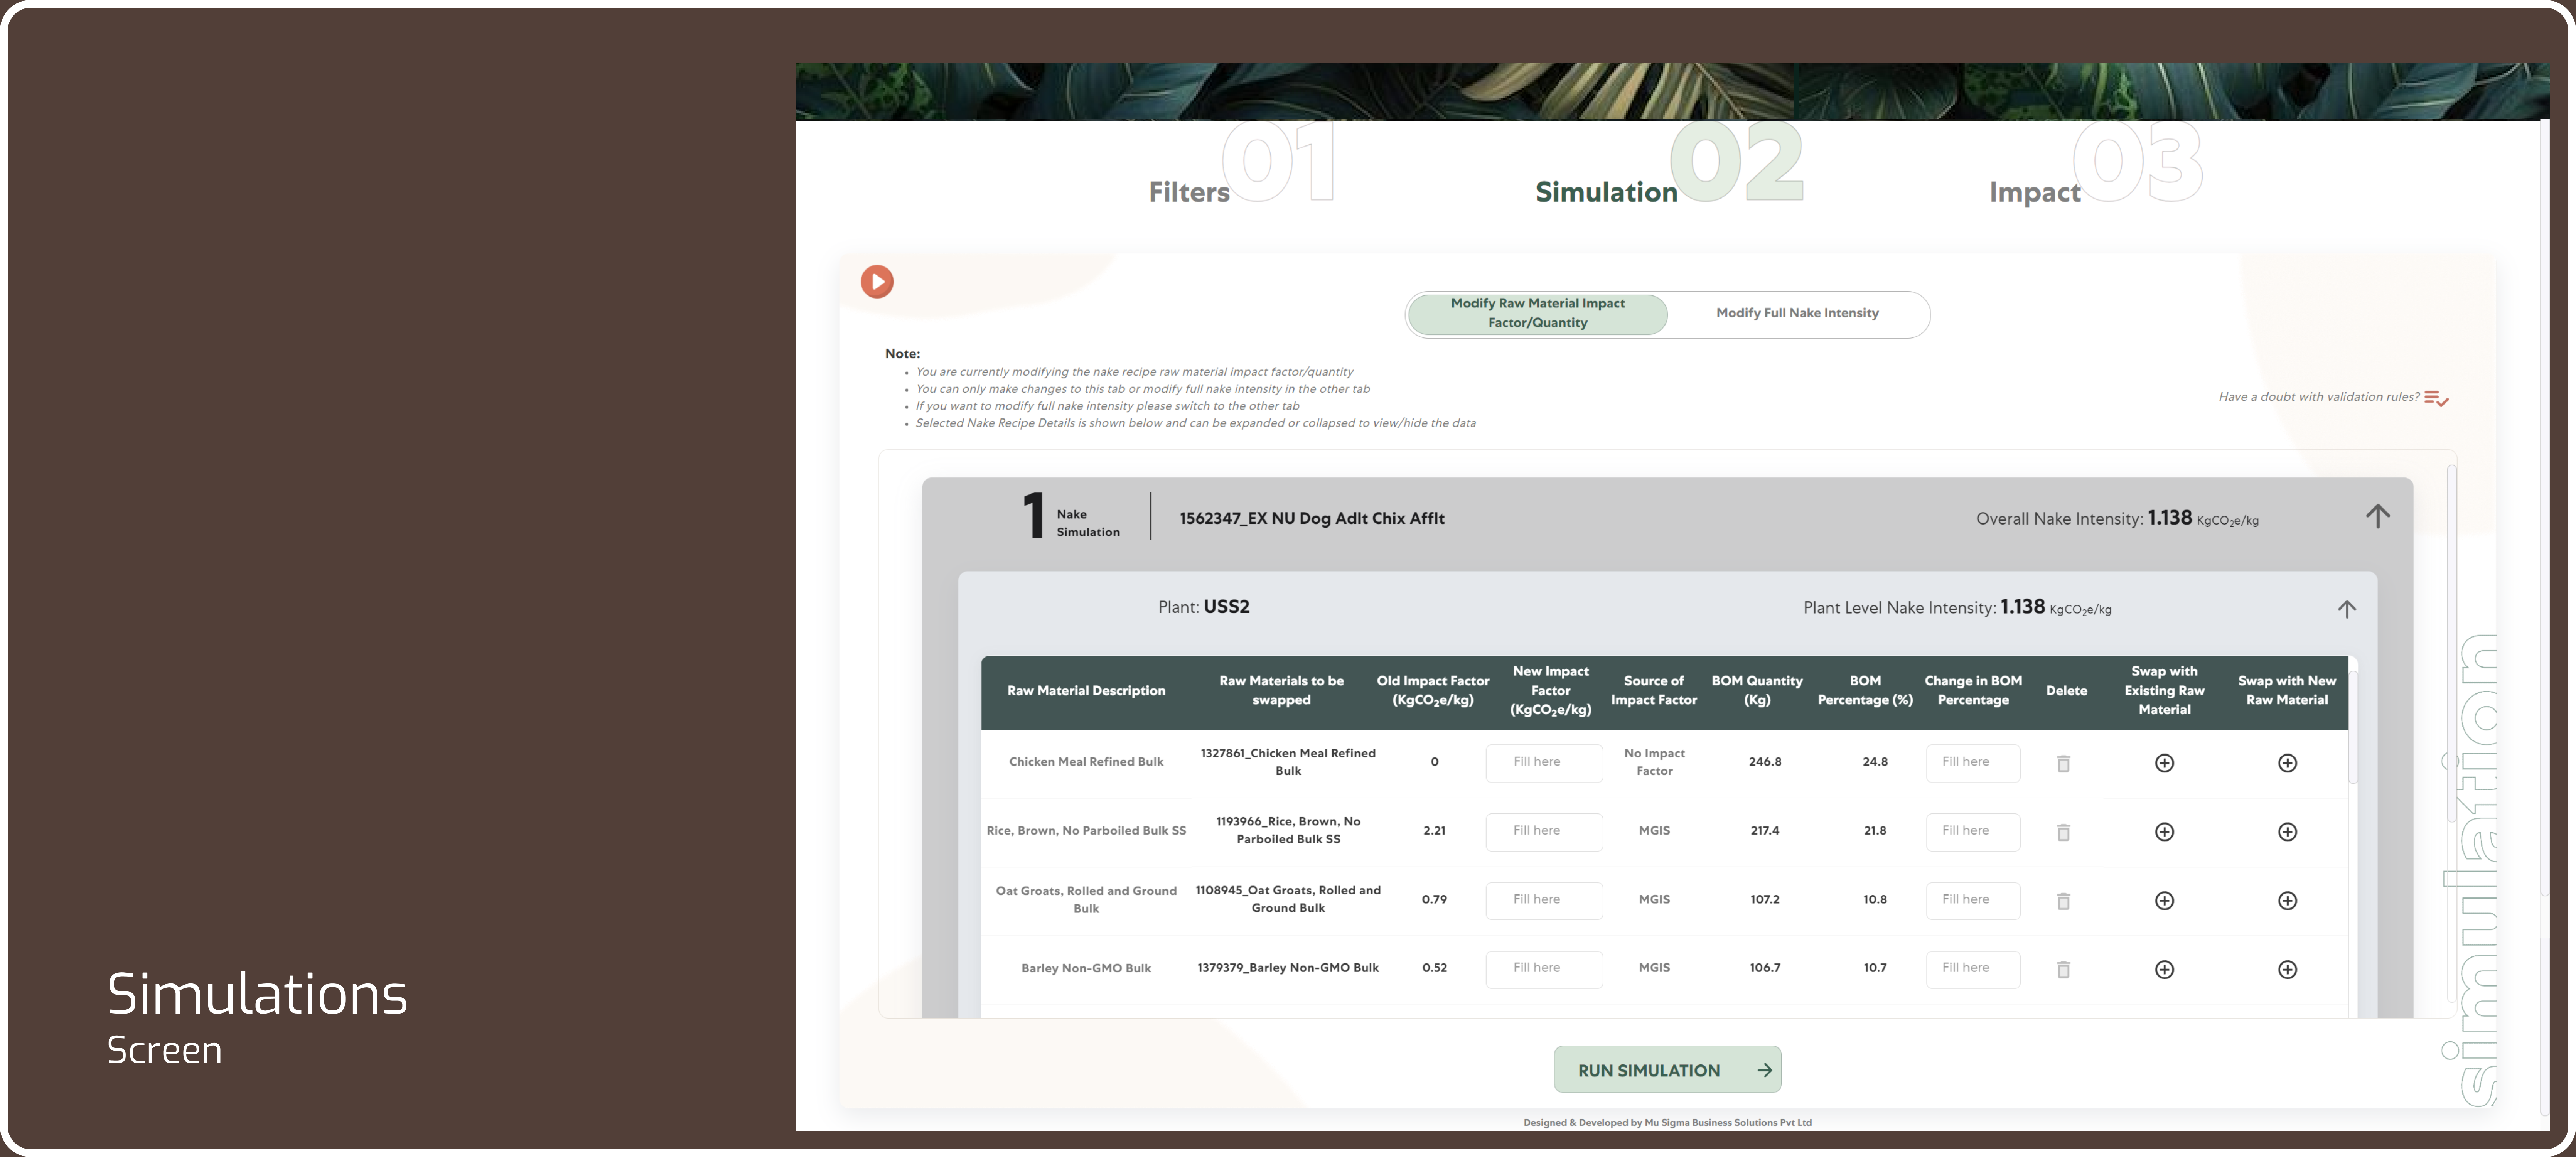 Simulations
Screen
Filters 01
Simulation 02
Impact 03
Modify Raw Material Impact
Factor/Quantity
Modify Full Nake Intensity
Note:
• You are currently modifying the nake recipe raw material impact factor/quantity
• You can only make changes to this tab or modify full nake intensity in the other tab
• If you want to modify full nake intensity please switch to the other tab
• Selected Nake Recipe Details is shown below and can be expanded or collapsed to view/hide the data
Have a doubt with validation rules?
1 Nake
Simulation
1562347_EX NU Dog Adlt Chix Afflt
Overall Nake Intensity: 1.138 KgCO₂e/kg
Plant: USS2
Plant Level Nake Intensity: 1.138 KgCO₂e/kg
Raw Material Description
Raw Materials to be
swapped
Old Impact Factor
(KgCO₂e/kg)
New Impact
Factor
(KgCO₂e/kg)
Source of
Impact Factor
BOM Quantity
(Kg)
BOM
Percentage (%)
Change in BOM
Percentage
Delete
Swap with
Existing Raw
Material
Swap with New
Raw Material
Chicken Meal Refined Bulk
1327861_Chicken Meal Refined
Bulk
0
Fill here
No Impact
Factor
246.8
24.8
Fill here
Rice, Brown, No Parboiled Bulk SS
1193966_Rice, Brown, No
Parboiled Bulk SS
2.21
Fill here
MGIS
217.4
21.8
Fill here
Oat Groats, Rolled and Ground
Bulk
1108945_Oat Groats, Rolled and
Ground Bulk
0.79
Fill here
MGIS
107.2
10.8
Fill here
Barley Non-GMO Bulk
1379379_Barley Non-GMO Bulk
0.52
Fill here
MGIS
106.7
10.7
Fill here
simulation
RUN SIMULATION
Designed & Developed by Mu Sigma Business Solutions Pvt Ltd